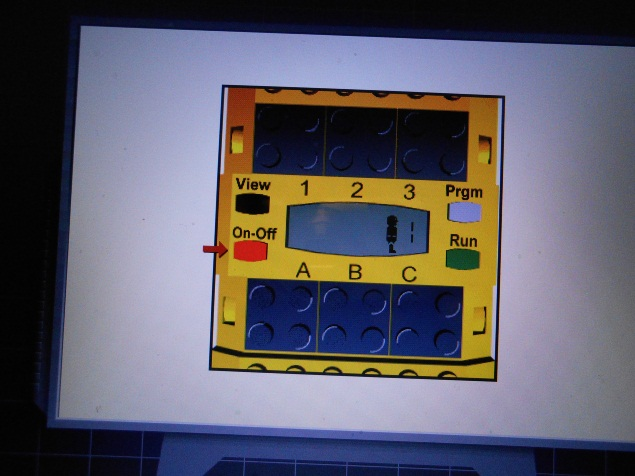 1 2 3
View
Prgm
On-Off
Run
A B C